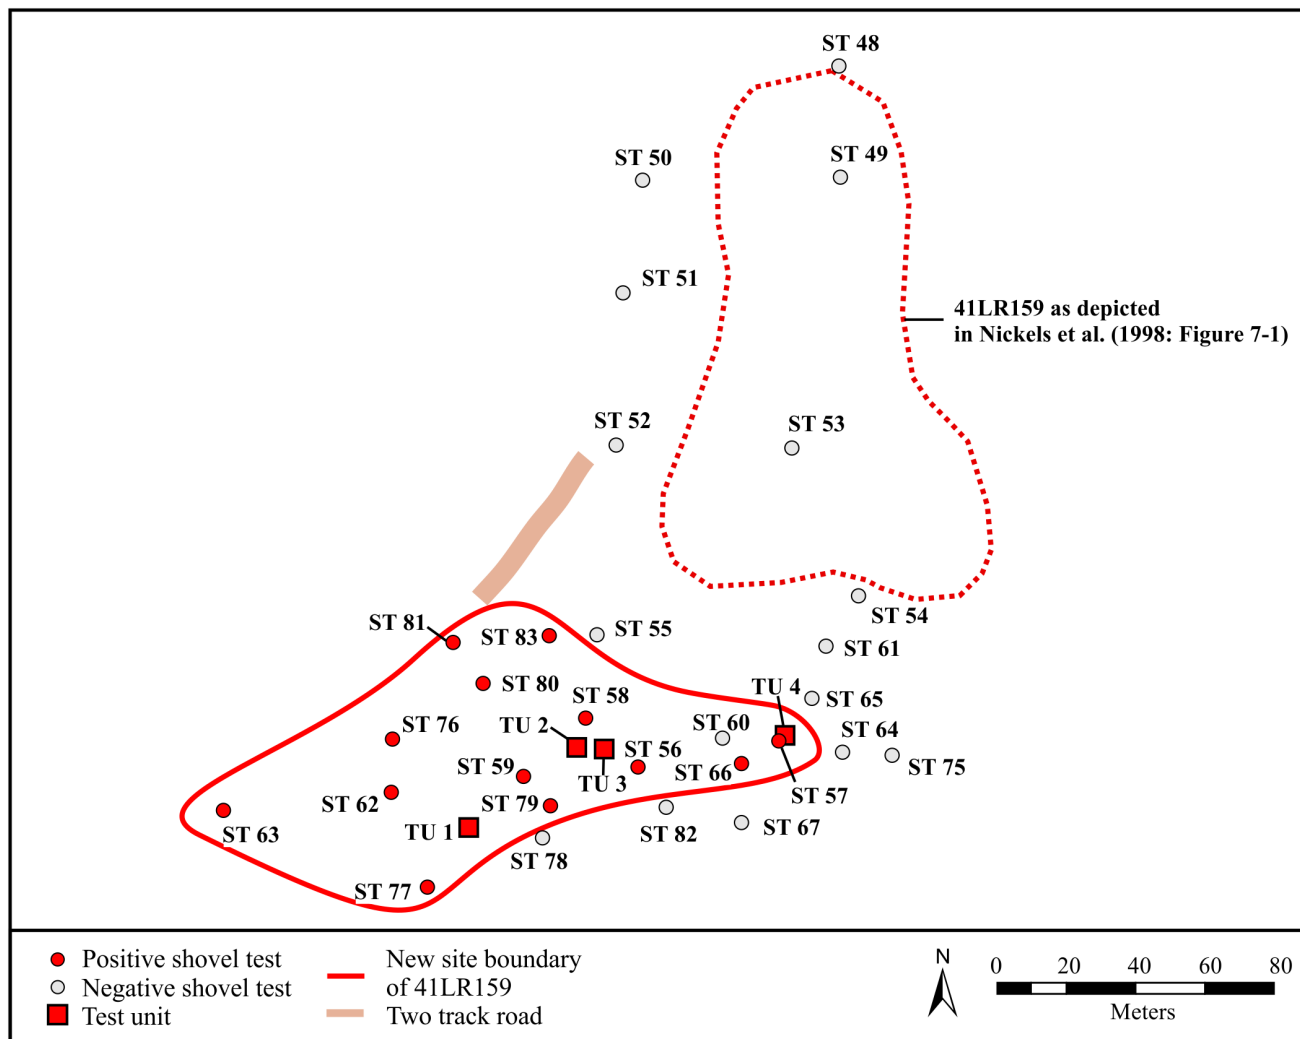 ST 48
ST 50
ST 49
ST 51
41LR159 as depicted
in Nickels et al. (1998: Figure 7-1)
ST 52
ST 53
ST 54
ST 81
ST 83
ST 55
ST 61
ST 80
TU 4
ST 58
ST 65
ST 76
TU 2
ST 60
ST 64
ST 56
ST 59
TU 3
ST 66
ST 75
ST 62
ST 79
ST 57
ST 63
TU 1
ST 82
ST 67
ST 78
ST 77
Positive shovel test
Negative shovel test
Test unit
New site boundary
of 41LR159
Two track road
N
0 20 40 60 80
Meters